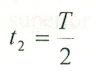 t₂ = T/2